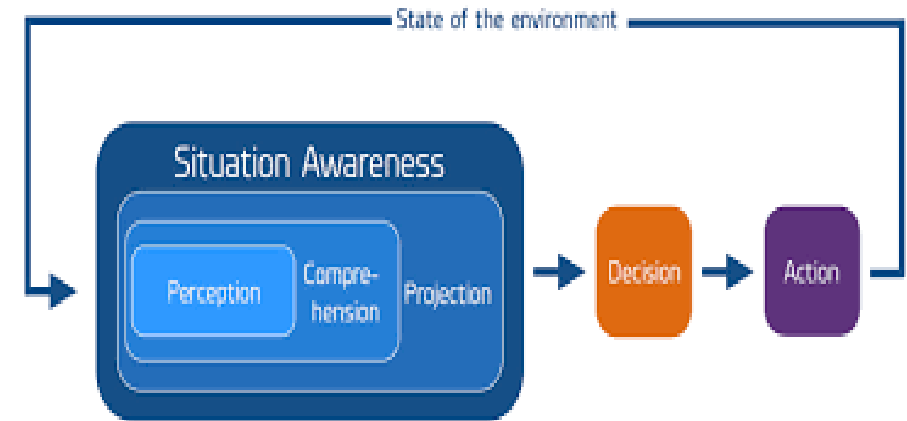 State of the environment
Situation Awareness
Perception
Compre-
hension
Projection
Decision
Action